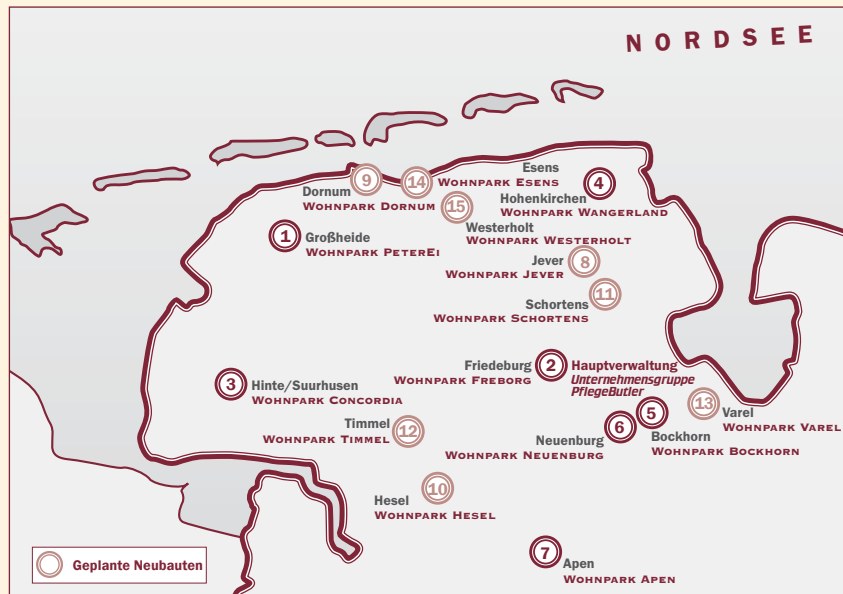 NORDSEE
9
14
Esens
WOHNPARK ESENS
4
Dornum
WOHNPARK DORNUM
15
Hohenkirchen
WOHNPARK WANGERLAND
1
Großheide
WOHNPARK PETEREI
Westerholt
WOHNPARK WESTERHOLT
Jever
WOHNPARK JEVER
8
11
Schortens
WOHNPARK SCHORTENS
3
Hinte/Suurhusen
WOHNPARK CONCORDIA
Friedeburg
WOHNPARK FREBORG
2
Hauptverwaltung
Unternehmensgruppe
PflegeButler
13
Varel
WOHNPARK VAREL
Timmel
WOHNPARK TIMMEL
12
6
5
Neuenburg
WOHNPARK NEUENBURG
Bockhorn
WOHNPARK BOCKHORN
10
Hesel
WOHNPARK HESEL
7
Apen
WOHNPARK APEN
Geplante Neubauten